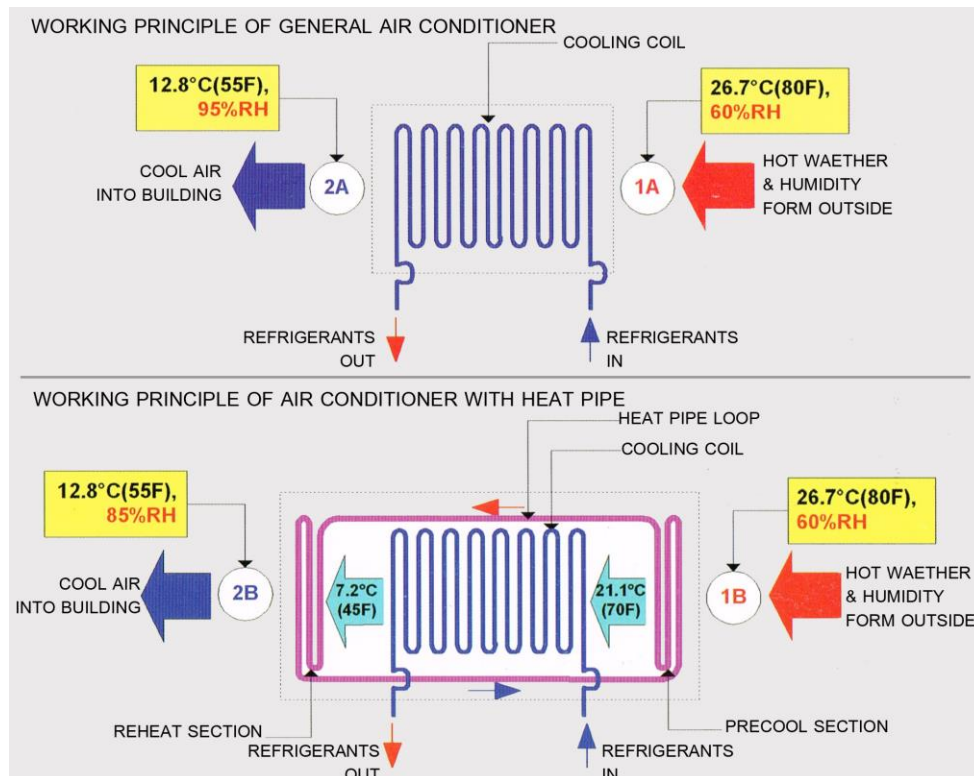 WORKING PRINCIPLE OF GENERAL AIR CONDITIONER
COOLING COIL
12.8°C(55F),
95%RH
26.7°C(80F),
60%RH
COOL AIR
INTO BUILDING
2A
1A
HOT WAETHER
& HUMIDITY
FORM OUTSIDE
REFRIGERANTS
OUT
REFRIGERANTS
IN
WORKING PRINCIPLE OF AIR CONDITIONER WITH HEAT PIPE
HEAT PIPE LOOP
COOLING COIL
12.8°C(55F),
85%RH
26.7°C(80F),
60%RH
COOL AIR
INTO BUILDING
2B
7.2°C
(45F)
21.1°C
(70F)
1B
HOT WAETHER
& HUMIDITY
FORM OUTSIDE
REHEAT SECTION
PRECOOL SECTION
REFRIGERANTS
OUT
REFRIGERANTS
IN